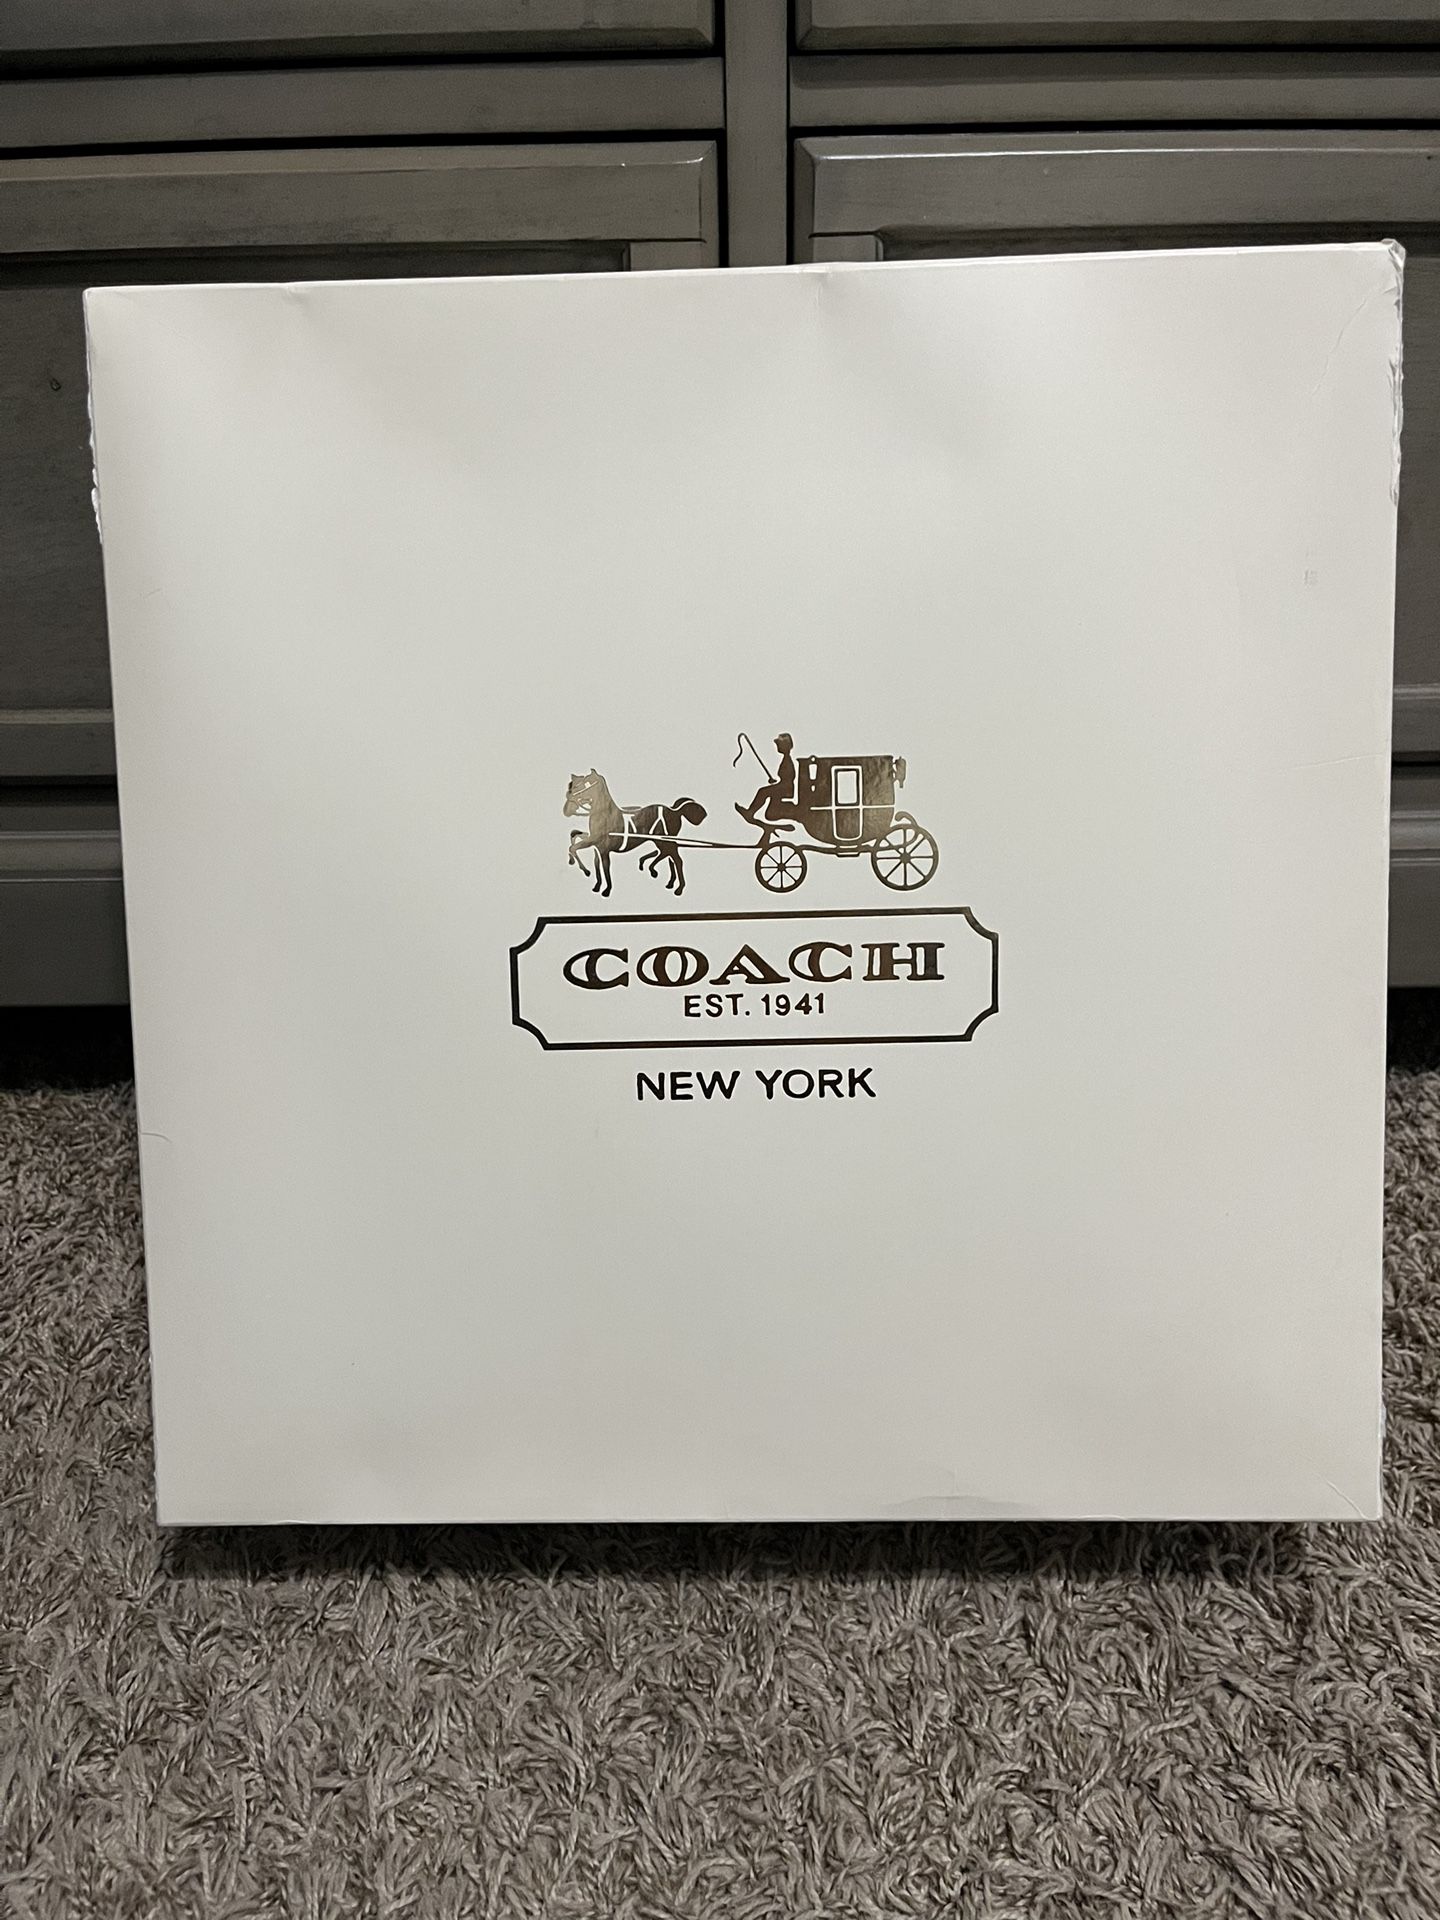 COACH
EST. 1941
NEW YORK